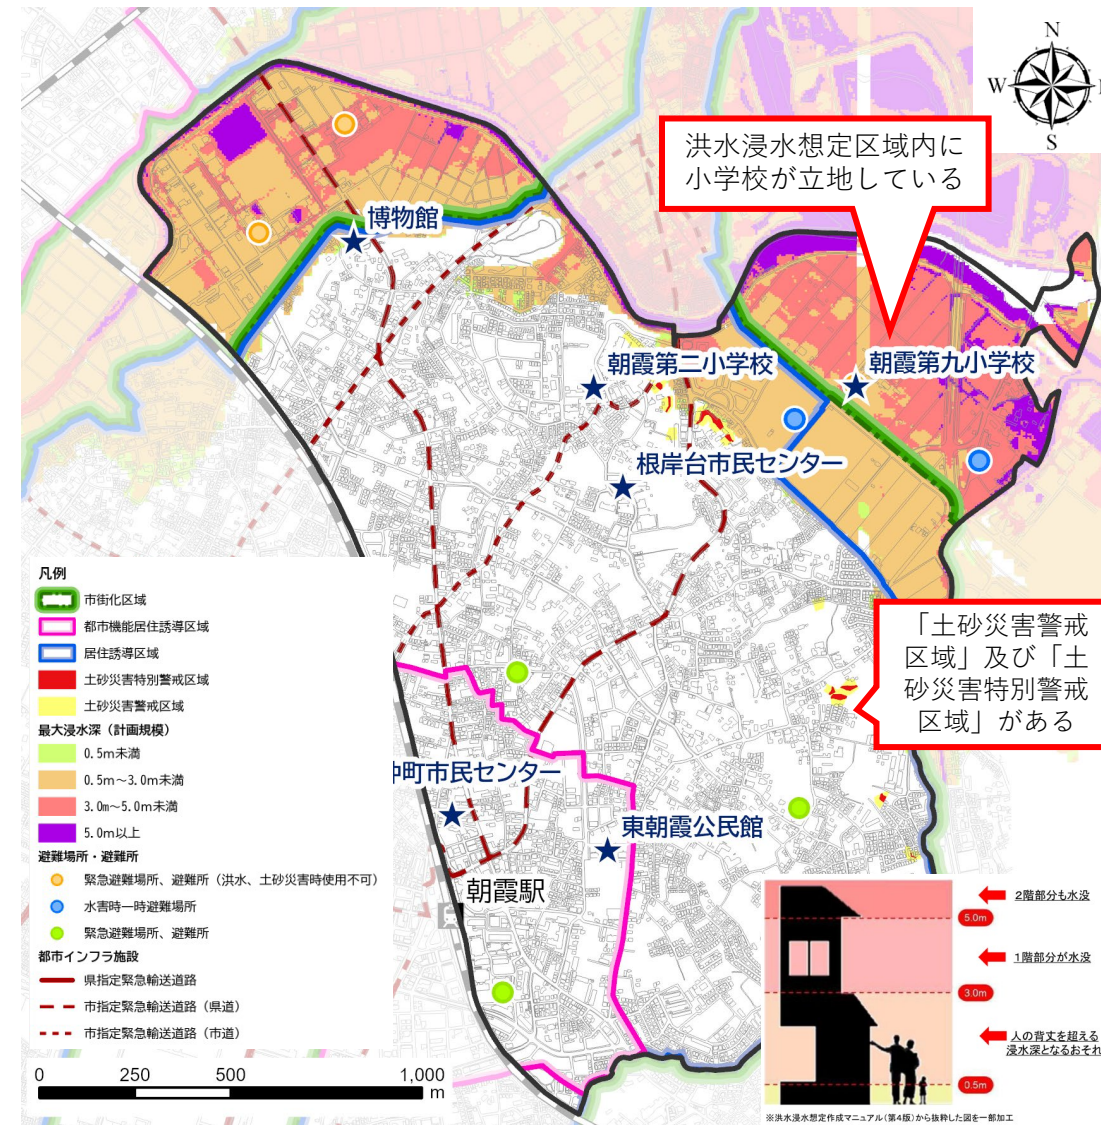 N
W
S
洪水浸水想定区域内に
小学校が立地している
博物館
朝霞第二小学校
朝霞第九小学校
根岸台市民センター
「土砂災害警戒
区域」及び「土
砂災害特別警戒
区域」がある
仲町市民センター
東朝霞公民館
朝霞駅
凡例
市街化区域
都市機能居住誘導区域
居住誘導区域
土砂災害特別警戒区域
土砂災害警戒区域
最大浸水深（計画規模）
0.5m未満
0.5m～3.0m未満
3.0m～5.0m未満
5.0m以上
避難場所・避難所
緊急避難場所、避難所（洪水、土砂災害時使用不可）
水害時一時避難場所
緊急避難場所、避難所
都市インフラ施設
県指定緊急輸送道路
市指定緊急輸送道路（県道）
市指定緊急輸送道路（市道）
0 250 500 1,000
m
2階部分も水没
5.0m
1階部分が水没
3.0m
人の背丈を超える
浸水深となるおそれ
0.5m
※洪水浸水想定作成マニュアル（第4版）から抜粋した図を一部加工